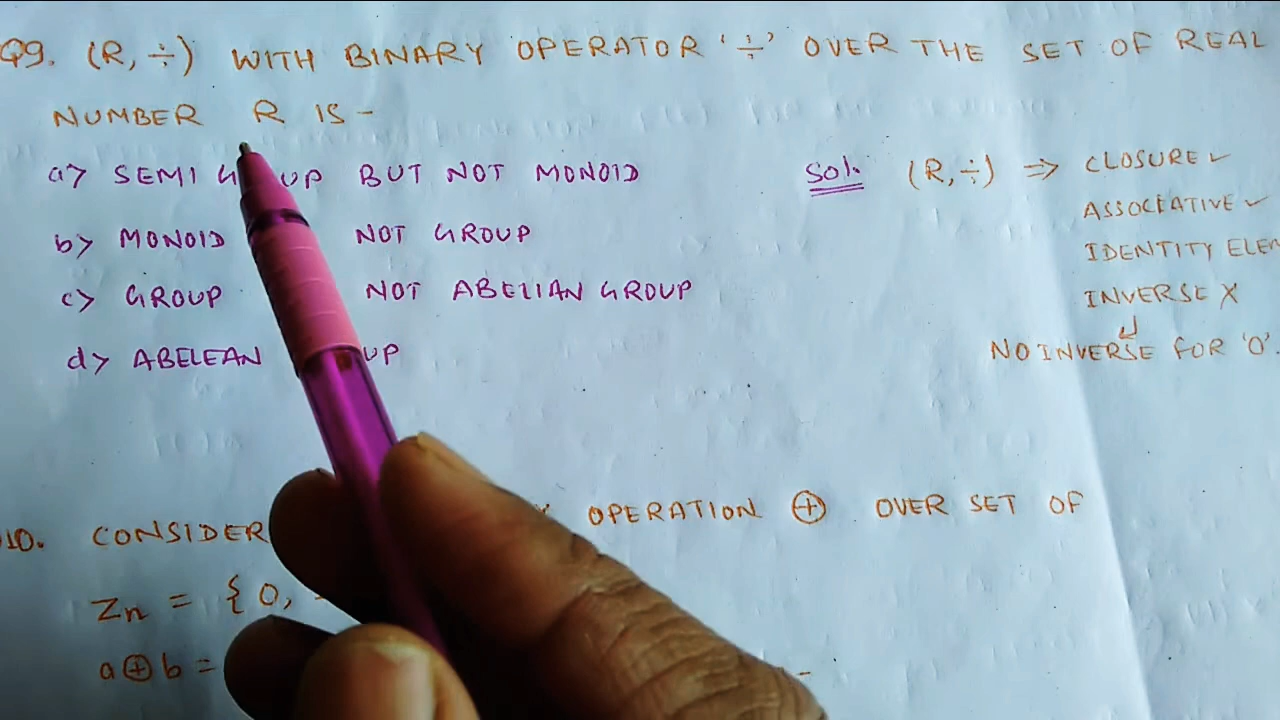 Q9. (R, ÷) WITH BINARY OPERATOR '÷' OVER THE SET OF REAL
NUMBER R IS -
a> SEMI UP BUT NOT MONOID
b> MONOID NOT GROUP
c> GROUP NOT ABELIAN GROUP
d> ABELEAN UP
Sol. (R, ÷) ⇒ CLOSURE ✓
ASSOCEATIVE ✓
IDENTITY ELEM
INVERSE X
↓
NO INVERSE FOR '0'.
10. CONSIDER OPERATION ⊕ OVER SET OF
Zn = {0,
a⊕b =